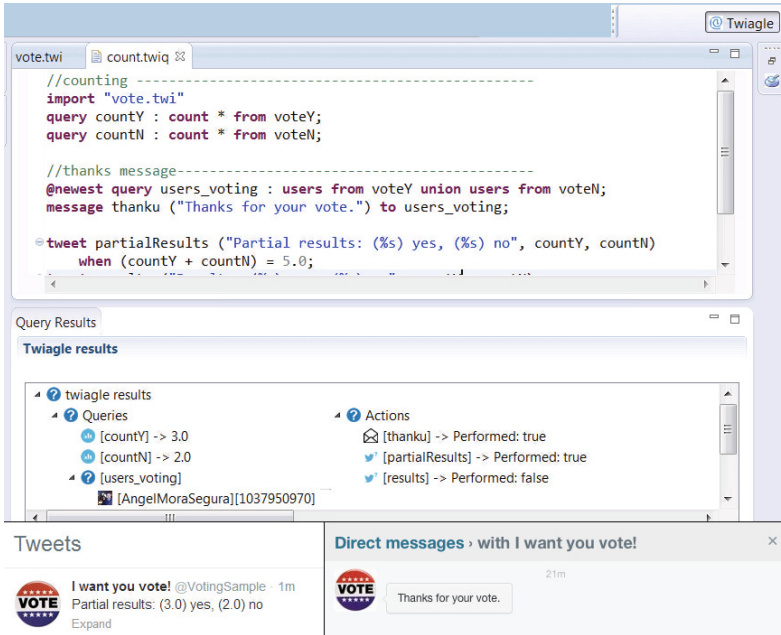 Twiagle
vote.twi
count.twiq
//counting ------------------------------------------------
import "vote.twi"
query countY : count * from voteY;
query countN : count * from voteN;
//thanks message-------------------------------------------
@newest query users_voting : users from voteY union users from voteN;
message thanku ("Thanks for your vote.") to users_voting;
tweet partialResults ("Partial results: (%s) yes, (%s) no", countY, countN)
when (countY + countN) = 5.0;
Query Results
Twiagle results
twiagle results
Queries
[countY] -> 3.0
[countN] -> 2.0
[users_voting]
[AngelMoraSegura][1037950970]
Actions
[thanku] -> Performed: true
[partialResults] -> Performed: true
[results] -> Performed: false
Tweets
VOTE
I want you vote! @VotingSample · 1m
Partial results: (3.0) yes, (2.0) no
Expand
Direct messages › with I want you vote!
21m
VOTE
Thanks for your vote.